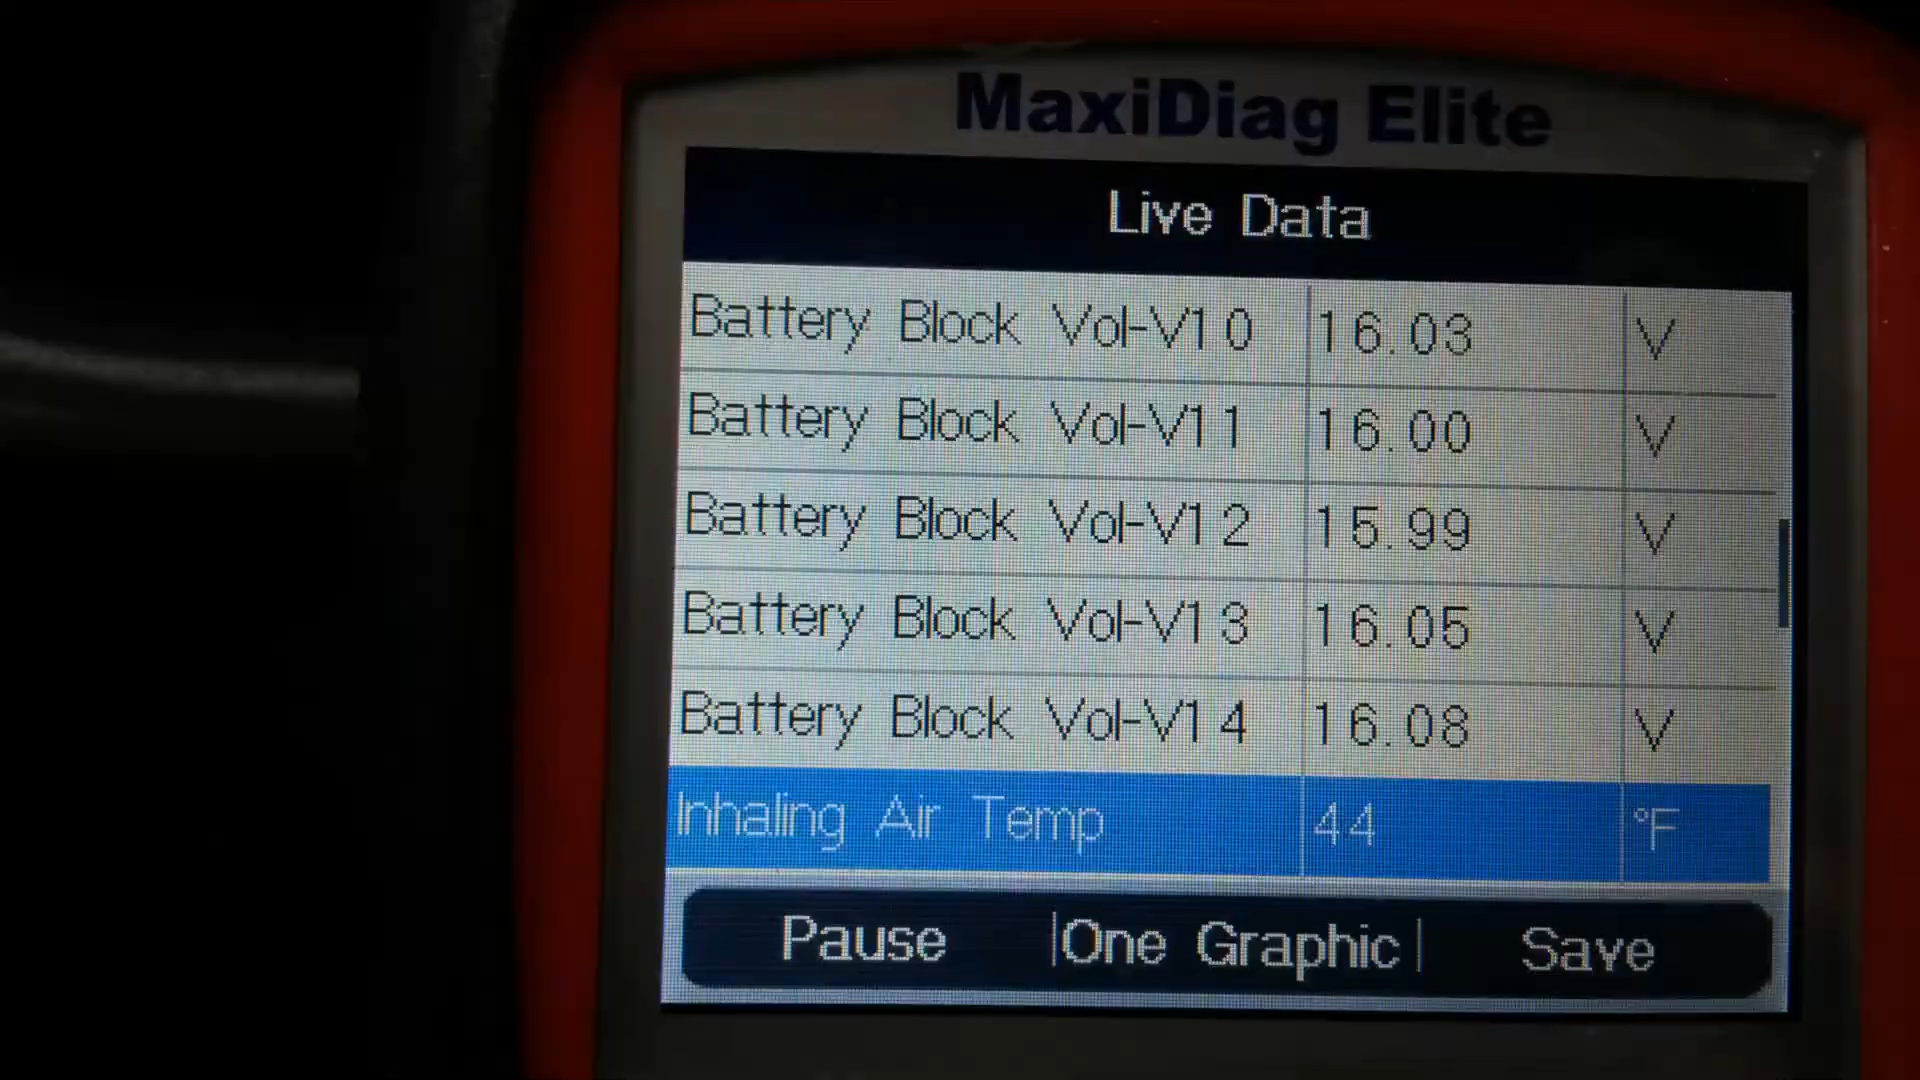 MaxiDiag Elite
Live Data
Battery Block Vol-V10 16.03 V
Battery Block Vol-V11 16.00 V
Battery Block Vol-V12 15.99 V
Battery Block Vol-V13 16.05 V
Battery Block Vol-V14 16.08 V
Inhaling Air Temp 44 °F
Pause |One Graphic| Save